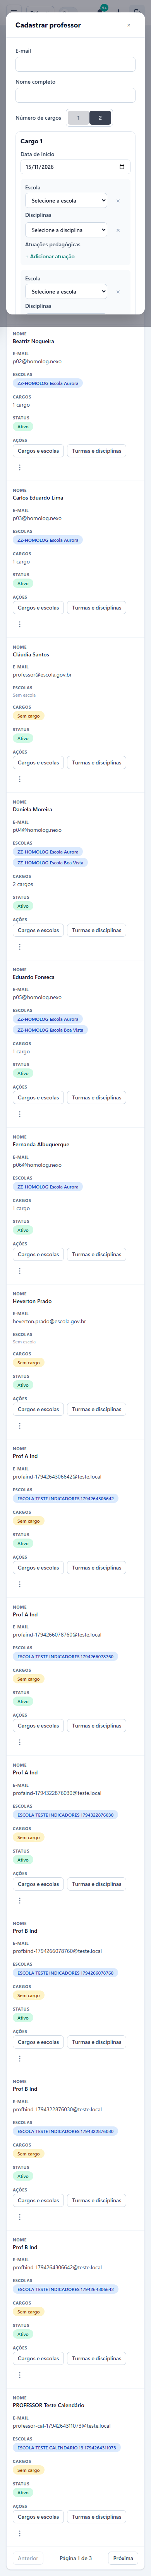 Cadastrar professor
×
E-mail
Nome completo
Número de cargos
1
2
Cargo 1
Data de início
15/11/2026
Escola
Selecione a escola
×
Disciplinas
Selecione a disciplina
×
Atuações pedagógicas
+ Adicionar atuação
Escola
Selecione a escola
×
Disciplinas
NOME
Beatriz Nogueira
E-MAIL
p02@homolog.nexo
ESCOLAS
ZZ-HOMOLOG Escola Aurora
CARGOS
1 cargo
STATUS
Ativo
AÇÕES
Cargos e escolas
Turmas e disciplinas
NOME
Carlos Eduardo Lima
E-MAIL
p03@homolog.nexo
ESCOLAS
ZZ-HOMOLOG Escola Aurora
CARGOS
1 cargo
STATUS
Ativo
AÇÕES
Cargos e escolas
Turmas e disciplinas
NOME
Cláudia Santos
E-MAIL
professor@escola.gov.br
ESCOLAS
Sem escola
CARGOS
Sem cargo
STATUS
Ativo
AÇÕES
Cargos e escolas
Turmas e disciplinas
NOME
Daniela Moreira
E-MAIL
p04@homolog.nexo
ESCOLAS
ZZ-HOMOLOG Escola Aurora
ZZ-HOMOLOG Escola Boa Vista
CARGOS
2 cargos
STATUS
Ativo
AÇÕES
Cargos e escolas
Turmas e disciplinas
NOME
Eduardo Fonseca
E-MAIL
p05@homolog.nexo
ESCOLAS
ZZ-HOMOLOG Escola Aurora
ZZ-HOMOLOG Escola Boa Vista
CARGOS
1 cargo
STATUS
Ativo
AÇÕES
Cargos e escolas
Turmas e disciplinas
NOME
Fernanda Albuquerque
E-MAIL
p06@homolog.nexo
ESCOLAS
ZZ-HOMOLOG Escola Aurora
CARGOS
1 cargo
STATUS
Ativo
AÇÕES
Cargos e escolas
Turmas e disciplinas
NOME
Heverton Prado
E-MAIL
heverton.prado@escola.gov.br
ESCOLAS
Sem escola
CARGOS
Sem cargo
STATUS
Ativo
AÇÕES
Cargos e escolas
Turmas e disciplinas
NOME
Prof A Ind
E-MAIL
profaind-1794264306642@teste.local
ESCOLAS
ESCOLA TESTE INDICADORES 1794264306642
CARGOS
Sem cargo
STATUS
Ativo
AÇÕES
Cargos e escolas
Turmas e disciplinas
NOME
Prof A Ind
E-MAIL
profaind-1794266078760@teste.local
ESCOLAS
ESCOLA TESTE INDICADORES 1794266078760
CARGOS
Sem cargo
STATUS
Ativo
AÇÕES
Cargos e escolas
Turmas e disciplinas
NOME
Prof A Ind
E-MAIL
profaind-1794322876030@teste.local
ESCOLAS
ESCOLA TESTE INDICADORES 1794322876030
CARGOS
Sem cargo
STATUS
Ativo
AÇÕES
Cargos e escolas
Turmas e disciplinas
NOME
Prof B Ind
E-MAIL
profbind-1794266078760@teste.local
ESCOLAS
ESCOLA TESTE INDICADORES 1794266078760
CARGOS
Sem cargo
STATUS
Ativo
AÇÕES
Cargos e escolas
Turmas e disciplinas
NOME
Prof B Ind
E-MAIL
profbind-1794322876030@teste.local
ESCOLAS
ESCOLA TESTE INDICADORES 1794322876030
CARGOS
Sem cargo
STATUS
Ativo
AÇÕES
Cargos e escolas
Turmas e disciplinas
NOME
Prof B Ind
E-MAIL
profbind-1794264306642@teste.local
ESCOLAS
ESCOLA TESTE INDICADORES 1794264306642
CARGOS
Sem cargo
STATUS
Ativo
AÇÕES
Cargos e escolas
Turmas e disciplinas
NOME
PROFESSOR Teste Calendário
E-MAIL
professor-cal-1794264311073@teste.local
ESCOLAS
ESCOLA TESTE CALENDARIO 13 1794264311073
CARGOS
Sem cargo
STATUS
Ativo
AÇÕES
Cargos e escolas
Turmas e disciplinas
Anterior
Página 1 de 3
Próxima